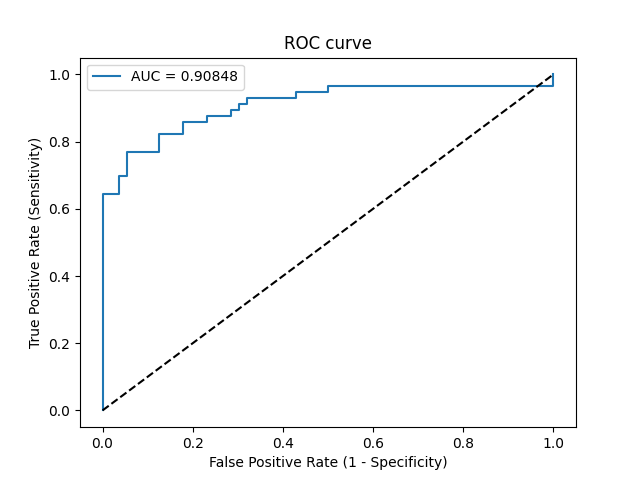 ROC curve
AUC = 0.90848
True Positive Rate (Sensitivity)
1.0
0.8
0.6
0.4
0.2
0.0
0.0 0.2 0.4 0.6 0.8 1.0
False Positive Rate (1 - Specificity)